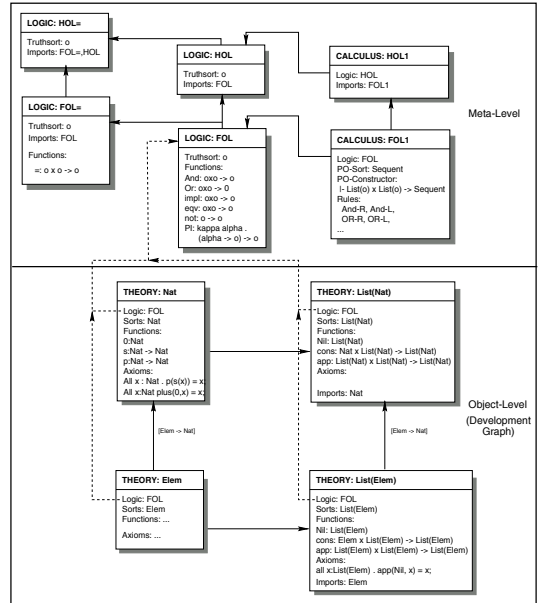 LOGIC: HOL=
Truthsort: o
Imports: FOL=,HOL
LOGIC: HOL
Truthsort: o
Imports: FOL
CALCULUS: HOL1
Logic: HOL
Imports: FOL1
Meta-Level
LOGIC: FOL=
Truthsort: o
Imports: FOL
Functions:
=: o x o -> o
LOGIC: FOL
Truthsort: o
Functions:
And: oxo -> o
Or: oxo -> 0
impl: oxo -> o
eqv: oxo -> o
not: o -> o
PI: kappa alpha .
(alpha -> o) -> o
CALCULUS: FOL1
Logic: FOL
PO-Sort: Sequent
PO-Constructor:
|- List(o) x List(o) -> Sequent
Rules:
And-R, And-L,
OR-R, OR-L,
...
THEORY: Nat
Logic: FOL
Sorts: Nat
Functions:
0:Nat
s:Nat -> Nat
p:Nat -> Nat
Axioms:
All x : Nat . p(s(x)) = x;
All x:Nat plus(0,x) = x;
THEORY: List(Nat)
Logic: FOL
Sorts: List(Nat)
Functions:
Nil: List(Nat)
cons: Nat x List(Nat) -> List(Nat)
app: List(Nat) x List(Nat) -> List(Nat)
Axioms:
Imports: Nat
Object-Level
(Development
Graph)
[Elem -> Nat]
[Elem -> Nat]
THEORY: Elem
Logic: FOL
Sorts: Elem
Functions: ...
Axioms: ...
THEORY: List(Elem)
Logic: FOL
Sorts: List(Elem)
Functions:
Nil: List(Elem)
cons: Elem x List(Elem) -> List(Elem)
app: List(Elem) x List(Elem) -> List(Elem)
Axioms:
all x:List(Elem) . app(Nil, x) = x;
Imports: Elem